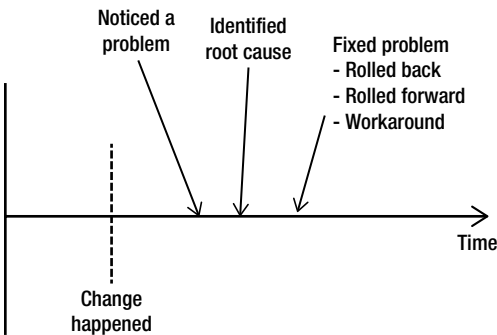 Noticed a
problem
Identified
root cause
Fixed problem
- Rolled back
- Rolled forward
- Workaround
Time
Change
happened